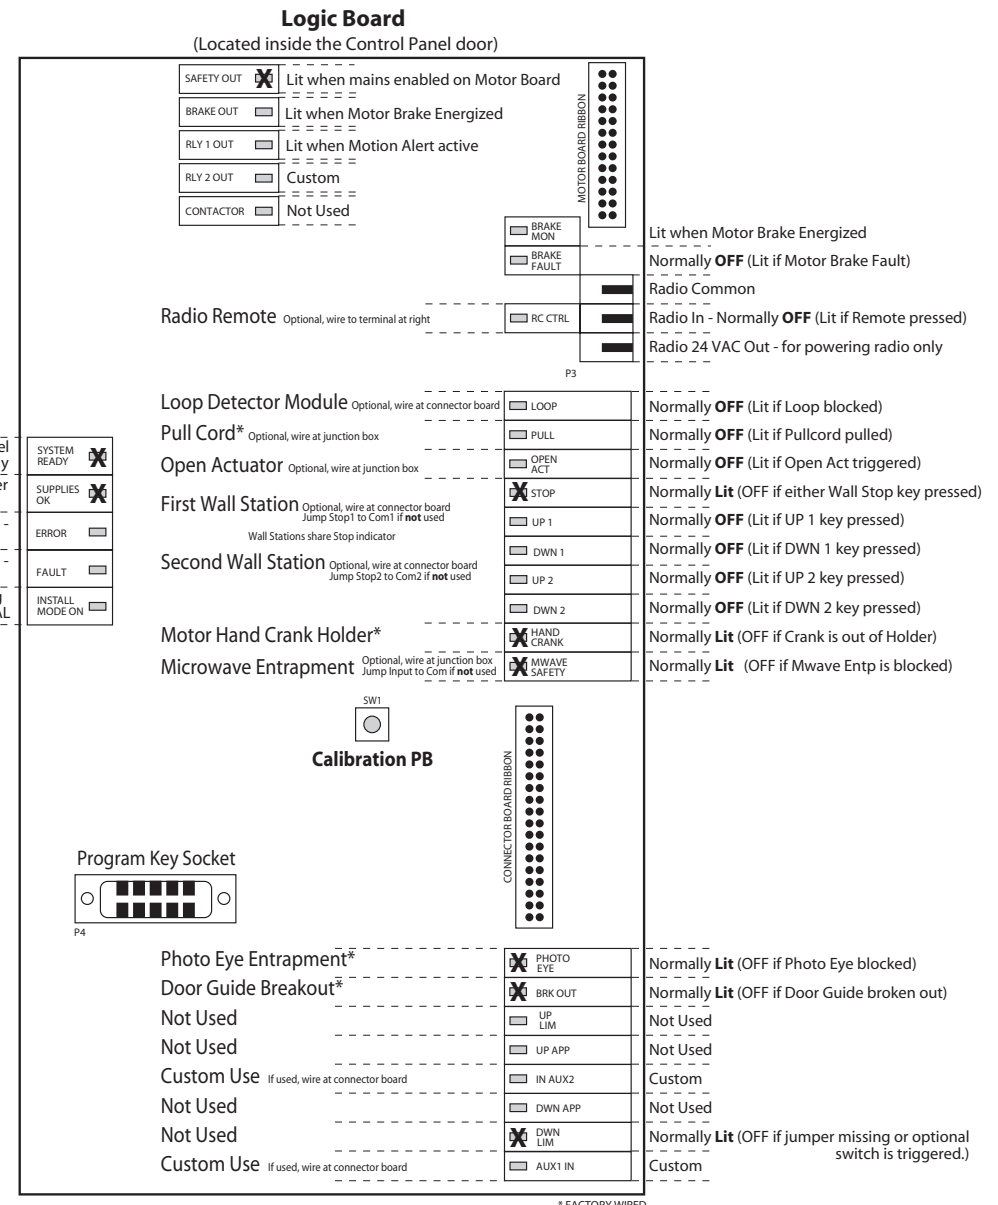 Logic Board
(Located inside the Control Panel door)
SAFETY OUT X Lit when mains enabled on Motor Board
BRAKE OUT Lit when Motor Brake Energized
RLY 1 OUT Lit when Motion Alert active
RLY 2 OUT Custom
CONTACTOR Not Used
MOTOR BOARD RIBBON
BRAKE MON Lit when Motor Brake Energized
BRAKE FAULT Normally OFF (Lit if Motor Brake Fault)
Radio Common
Radio Remote Optional, wire to terminal at right RC CTRL Radio In - Normally OFF (Lit if Remote pressed)
Radio 24 VAC Out - for powering radio only
P3
Loop Detector Module Optional, wire at connector board LOOP Normally OFF (Lit if Loop blocked)
Pull Cord* Optional, wire at junction box PULL Normally OFF (Lit if Pullcord pulled)
Open Actuator Optional, wire at junction box OPEN ACT Normally OFF (Lit if Open Act triggered)
X STOP Normally Lit (OFF if either Wall Stop key pressed)
First Wall Station Optional, wire at connector board
Jump Stop1 to Com1 if not used
UP 1 Normally OFF (Lit if UP 1 key pressed)
Wall Stations share Stop indicator
DWN 1 Normally OFF (Lit if DWN 1 key pressed)
Second Wall Station Optional, wire at connector board
Jump Stop2 to Com2 if not used
UP 2 Normally OFF (Lit if UP 2 key pressed)
DWN 2 Normally OFF (Lit if DWN 2 key pressed)
Motor Hand Crank Holder* X HAND CRANK Normally Lit (OFF if Crank is out of Holder)
Microwave Entrapment Optional, wire at junction box
Jump Input to Com if not used
X MWAVE SAFETY Normally Lit (OFF if Mwave Entp is blocked)
SYSTEM READY X
SUPPLIES OK X
ERROR
FAULT
INSTALL MODE ON
SW1
Calibration PB
CONNECTOR BOARD RIBBON
Program Key Socket
P4
Photo Eye Entrapment* X PHOTO EYE Normally Lit (OFF if Photo Eye blocked)
Door Guide Breakout* X BRK OUT Normally Lit (OFF if Door Guide broken out)
Not Used UP LIM Not Used
Not Used UP APP Not Used
Custom Use If used, wire at connector board IN AUX2 Custom
Not Used DWN APP Not Used
Not Used X DWN LIM Normally Lit (OFF if jumper missing or optional
switch is triggered.)
Custom Use If used, wire at connector board AUX1 IN Custom
* FACTORY WIRED